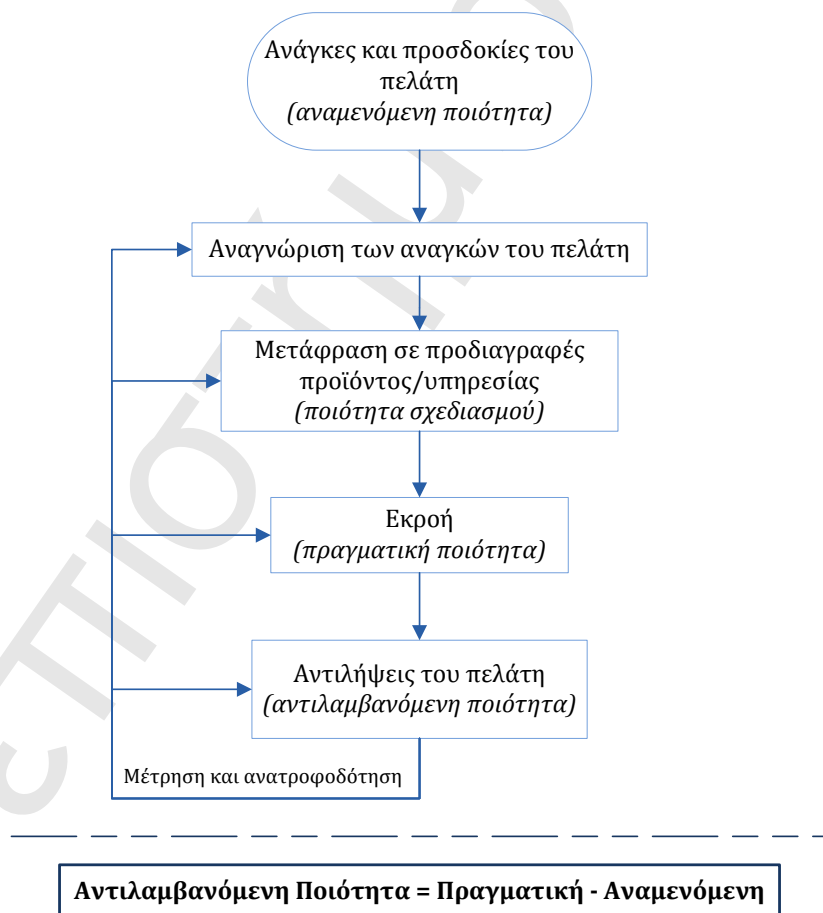 Ανάγκες και προσδοκίες του
πελάτη
(αναμενόμενη ποιότητα)
Αναγνώριση των αναγκών του πελάτη
Μετάφραση σε προδιαγραφές
προϊόντος/υπηρεσίας
(ποιότητα σχεδιασμού)
Εκροή
(πραγματική ποιότητα)
Αντιλήψεις του πελάτη
(αντιλαμβανόμενη ποιότητα)
Μέτρηση και ανατροφοδότηση
Αντιλαμβανόμενη Ποιότητα = Πραγματική - Αναμενόμενη